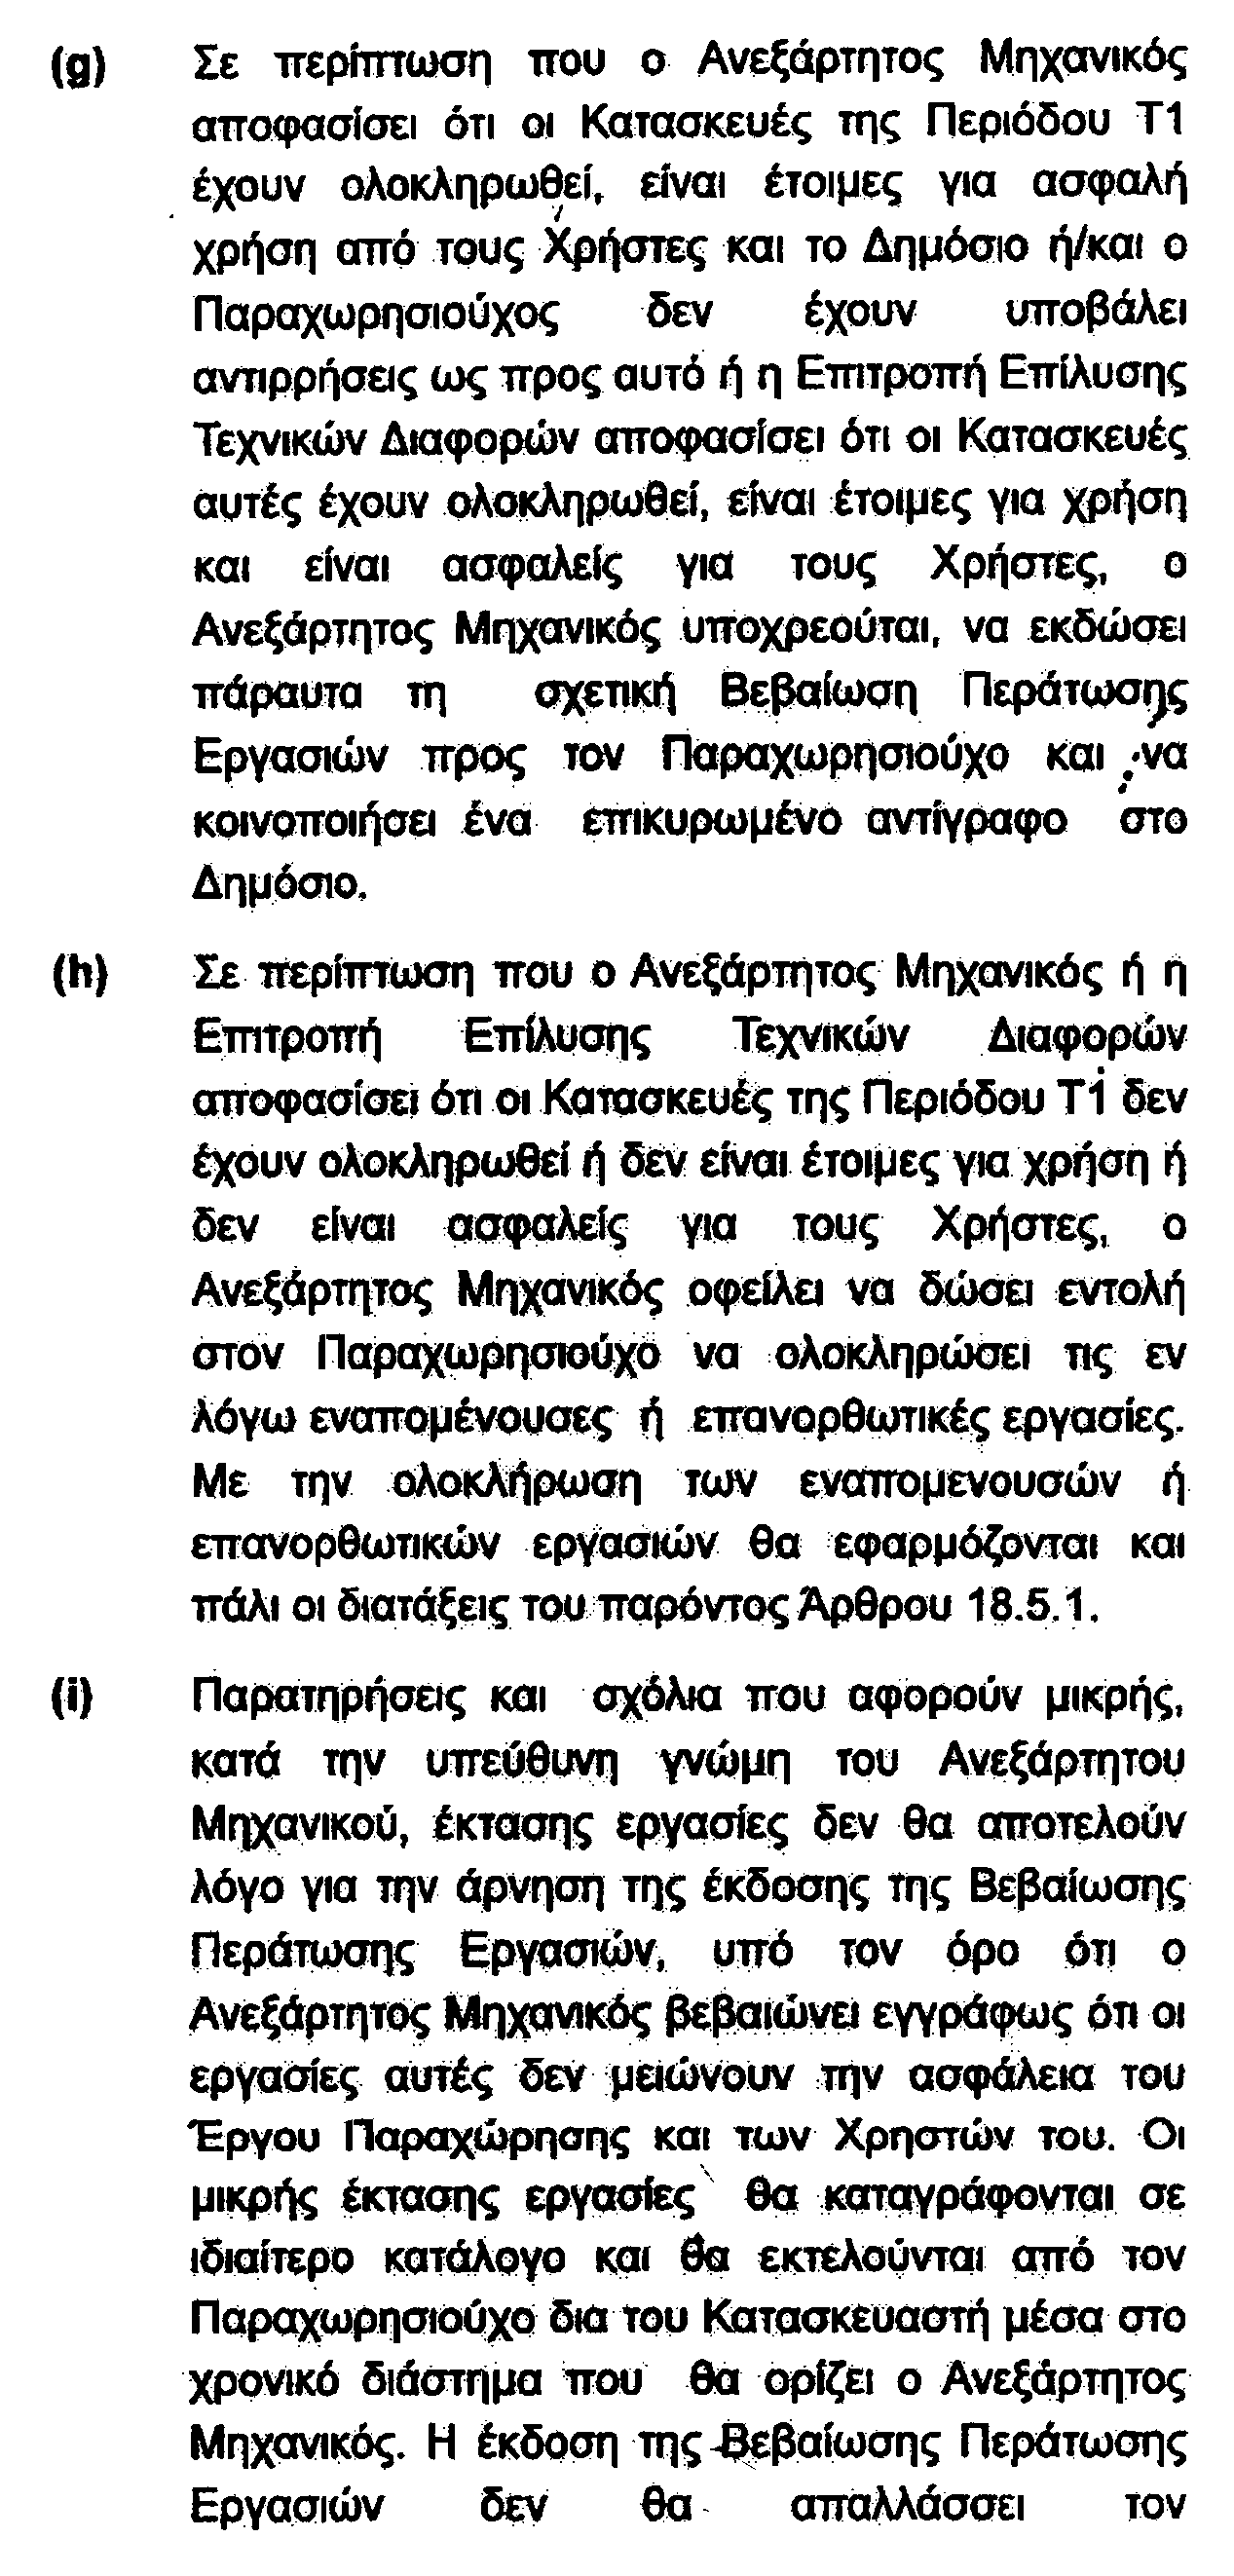 (g) Σε περίπτωση που ο Ανεξάρτητος Μηχανικός
αποφασίσει ότι οι Κατασκευές της Περιόδου Τ1
έχουν ολοκληρωθεί, είναι έτοιμες για ασφαλή
χρήση από τους Χρήστες και το Δημόσιο ή/και ο
Παραχωρησιούχος δεν έχουν υποβάλει
αντιρρήσεις ως προς αυτό ή η Επιτροπή Επίλυσης
Τεχνικών Διαφορών αποφασίσει ότι οι Κατασκευές
αυτές έχουν ολοκληρωθεί, είναι έτοιμες για χρήση
και είναι ασφαλείς για τους Χρήστες, ο
Ανεξάρτητος Μηχανικός υποχρεούται, να εκδώσει
πάραυτα τη σχετική Βεβαίωση Περάτωσης
Εργασιών προς τον Παραχωρησιούχο και να
κοινοποιήσει ένα επικυρωμένο αντίγραφο στο
Δημόσιο.
(h) Σε περίπτωση που ο Ανεξάρτητος Μηχανικός ή η
Επιτροπή Επίλυσης Τεχνικών Διαφορών
αποφασίσει ότι οι Κατασκευές της Περιόδου Τ1 δεν
έχουν ολοκληρωθεί ή δεν είναι έτοιμες για χρήση ή
δεν είναι ασφαλείς για τους Χρήστες, ο
Ανεξάρτητος Μηχανικός οφείλει να δώσει εντολή
στον Παραχωρησιούχο να ολοκληρώσει τις εν
λόγω εναπομένουσες ή επανορθωτικές εργασίες.
Με την ολοκλήρωση των εναπομενουσών ή
επανορθωτικών εργασιών θα εφαρμόζονται και
πάλι οι διατάξεις του παρόντος Άρθρου 18.5.1.
(i) Παρατηρήσεις και σχόλια που αφορούν μικρής,
κατά την υπεύθυνη γνώμη του Ανεξάρτητου
Μηχανικού, έκτασης εργασίες δεν θα αποτελούν
λόγο για την άρνηση της έκδοσης της Βεβαίωσης
Περάτωσης Εργασιών, υπό τον όρο ότι ο
Ανεξάρτητος Μηχανικός βεβαιώνει εγγράφως ότι οι
εργασίες αυτές δεν μειώνουν την ασφάλεια του
Έργου Παραχώρησης και των Χρηστών του. Οι
μικρής έκτασης εργασίες θα καταγράφονται σε
ιδιαίτερο κατάλογο και θα εκτελούνται από τον
Παραχωρησιούχο δια του Κατασκευαστή μέσα στο
χρονικό διάστημα που θα ορίζει ο Ανεξάρτητος
Μηχανικός. Η έκδοση της Βεβαίωσης Περάτωσης
Εργασιών δεν θα απαλλάσσει τον